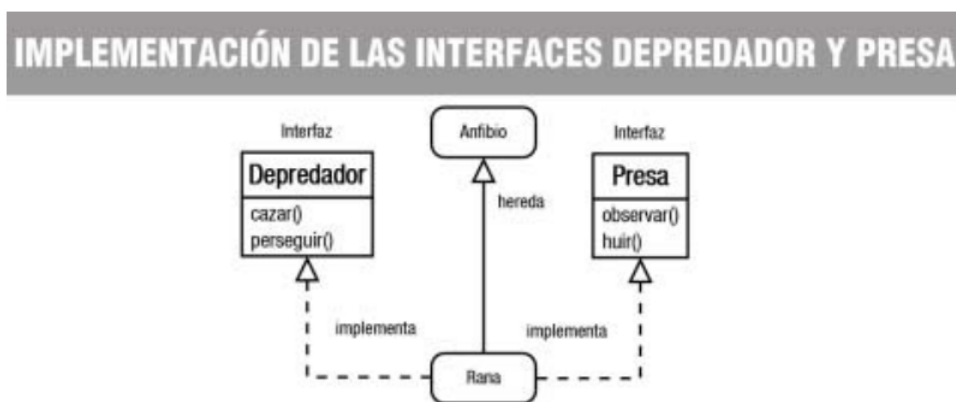 IMPLEMENTACIÓN DE LAS INTERFACES DEPREDADOR Y PRESA
Interfaz
Depredador
cazar()
perseguir()
Anfibio
hereda
Interfaz
Presa
observar()
huir()
implementa
implementa
Rana